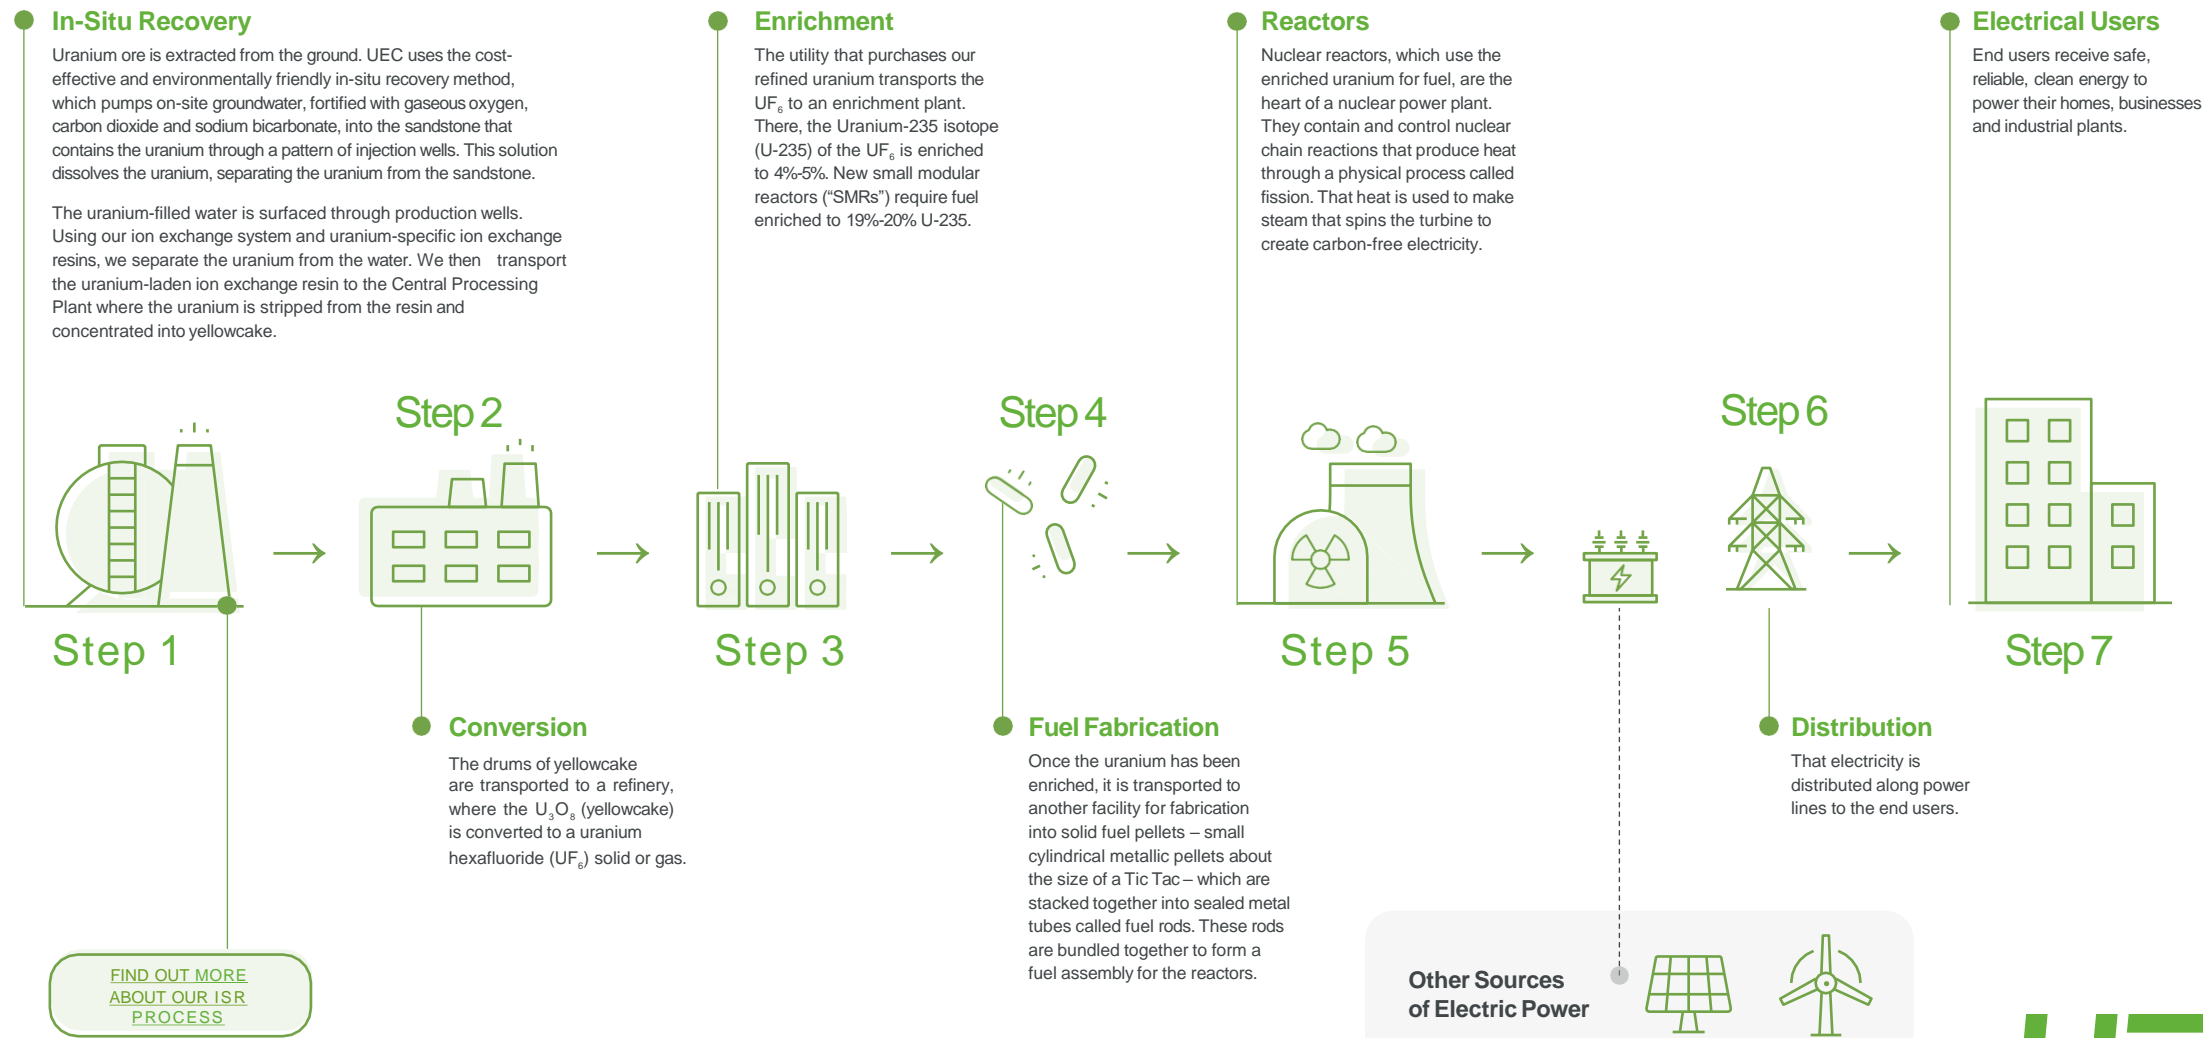 In-Situ Recovery
Uranium ore is extracted from the ground. UEC uses the cost-
effective and environmentally friendly in-situ recovery method,
which pumps on-site groundwater, fortified with gaseous oxygen,
carbon dioxide and sodium bicarbonate, into the sandstone that
contains the uranium through a pattern of injection wells. This solution
dissolves the uranium, separating the uranium from the sandstone.
The uranium-filled water is surfaced through production wells.
Using our ion exchange system and uranium-specific ion exchange
resins, we separate the uranium from the water. We then transport
the uranium-laden ion exchange resin to the Central Processing
Plant where the uranium is stripped from the resin and
concentrated into yellowcake.
Enrichment
The utility that purchases our
refined uranium transports the
UF₆ to an enrichment plant.
There, the Uranium-235 isotope
(U-235) of the UF₆ is enriched
to 4%-5%. New small modular
reactors (“SMRs”) require fuel
enriched to 19%-20% U-235.
Reactors
Nuclear reactors, which use the
enriched uranium for fuel, are the
heart of a nuclear power plant.
They contain and control nuclear
chain reactions that produce heat
through a physical process called
fission. That heat is used to make
steam that spins the turbine to
create carbon-free electricity.
Electrical Users
End users receive safe,
reliable, clean energy to
power their homes, businesses
and industrial plants.
Step 2
Step 4
Step 6
Step 1
Step 3
Step 5
Step 7
Conversion
The drums of yellowcake
are transported to a refinery,
where the U₃O₈ (yellowcake)
is converted to a uranium
hexafluoride (UF₆) solid or gas.
Fuel Fabrication
Once the uranium has been
enriched, it is transported to
another facility for fabrication
into solid fuel pellets – small
cylindrical metallic pellets about
the size of a Tic Tac – which are
stacked together into sealed metal
tubes called fuel rods. These rods
are bundled together to form a
fuel assembly for the reactors.
Distribution
That electricity is
distributed along power
lines to the end users.
FIND OUT MORE
ABOUT OUR ISR
PROCESS
Other Sources
of Electric Power